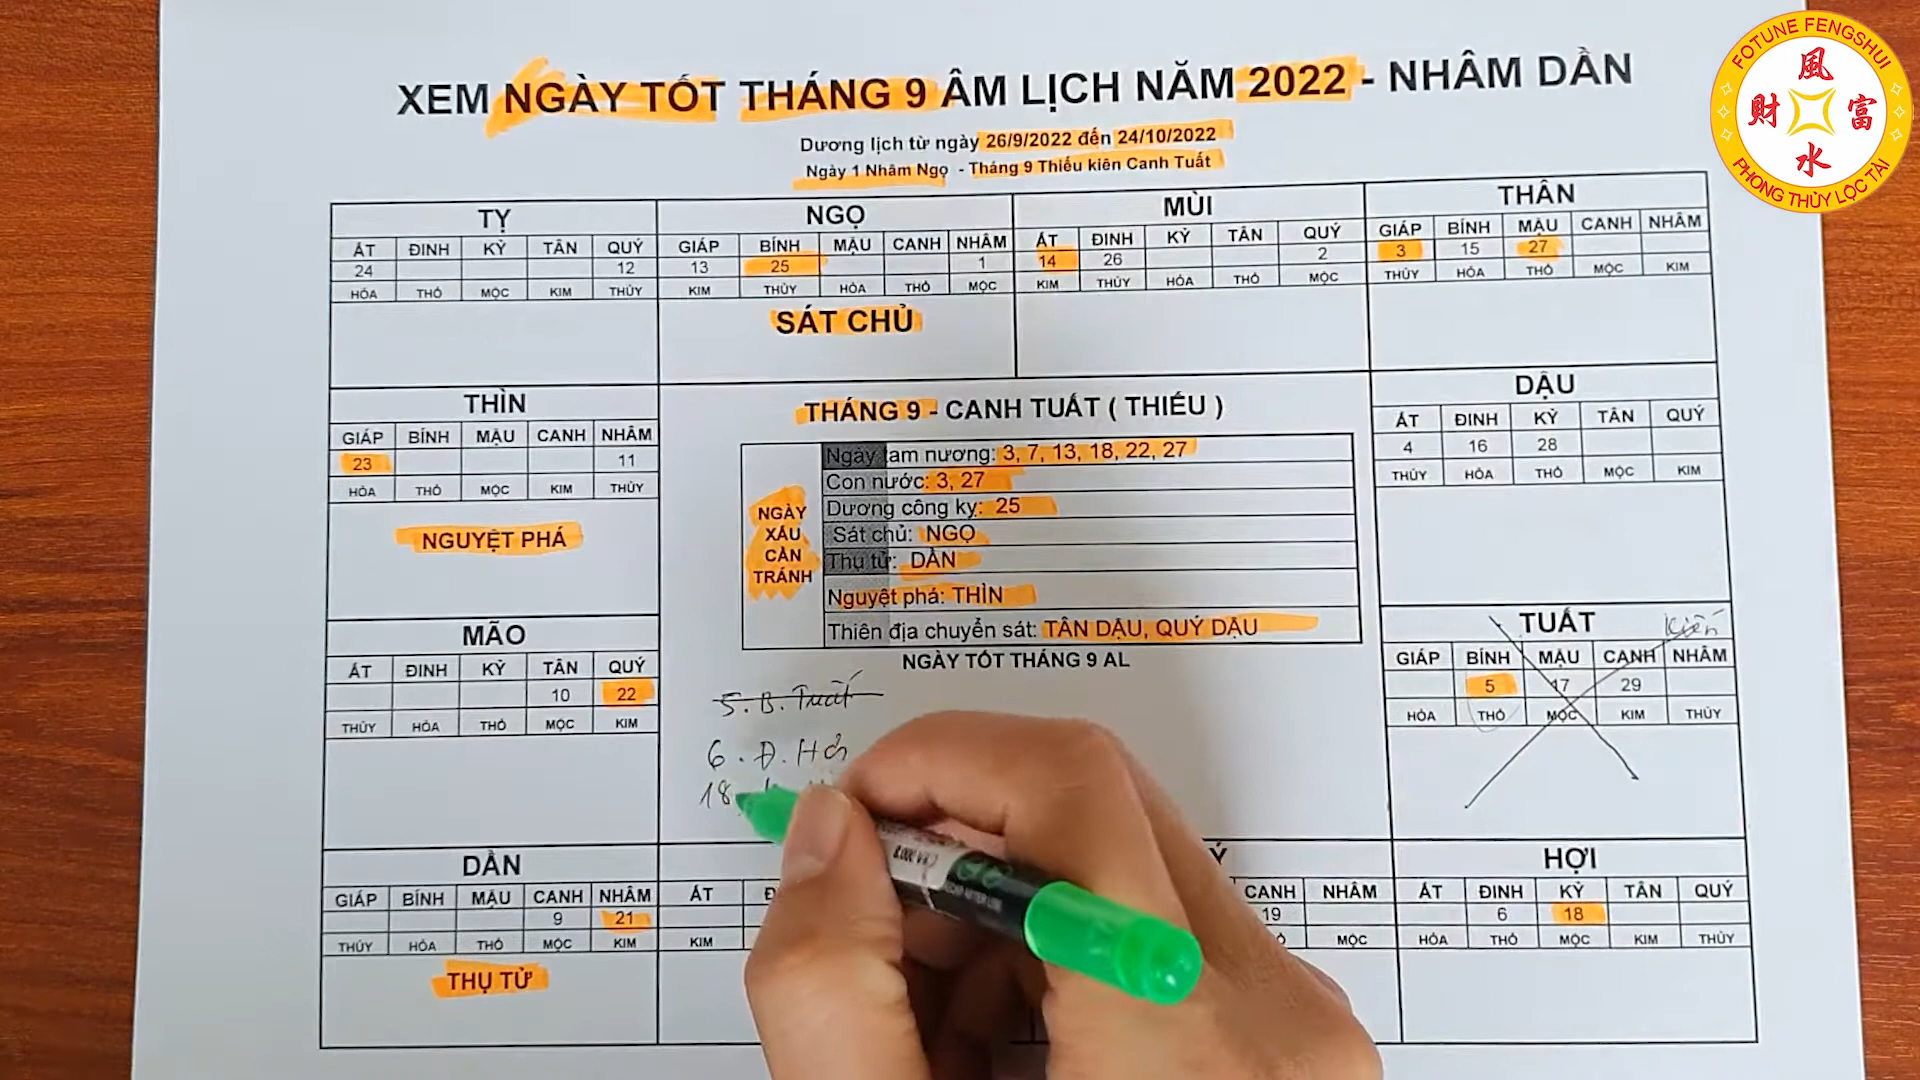 XEM NGÀY TỐT THÁNG 9 ÂM LỊCH NĂM 2022 - NHÂM DẦN
Dương lịch từ ngày 26/9/2022 đến 24/10/2022
Ngày 1 Nhâm Ngọ - Tháng 9 Thiếu kiên Canh Tuất
FOTUNE FENGSHUI
風
財 富
水
PHONG THỦY LỘC TÀI
TỴ
ẤT ĐINH KỶ TÂN QUÝ
24 12
HỎA THỔ MỘC KIM THỦY
NGỌ
GIÁP BÍNH MẬU CANH NHÂM
13 25 1
KIM THỦY HỎA THỔ MỘC
SÁT CHỦ
MÙI
ẤT ĐINH KỶ TÂN QUÝ
14 26 2
KIM THỦY HỎA THỔ MỘC
THÂN
GIÁP BÍNH MẬU CANH NHÂM
3 15 27
THỦY HỎA THỔ MỘC KIM
THÌN
GIÁP BÍNH MẬU CANH NHÂM
23 11
HỎA THỔ MỘC KIM THỦY
NGUYỆT PHÁ
THÁNG 9 - CANH TUẤT ( THIẾU )
NGÀY
XẤU
CẦN
TRÁNH
Ngày tam nương: 3, 7, 13, 18, 22, 27
Con nước: 3, 27
Dương công kỵ: 25
Sát chủ: NGỌ
Thụ tử: DẦN
Nguyệt phá: THÌN
Thiên địa chuyển sát: TÂN DẬU, QUÝ DẬU
NGÀY TỐT THÁNG 9 AL
5. B. Tuất
6. Đ. Hợi
18
DẬU
ẤT ĐINH KỶ TÂN QUÝ
4 16 28
THỦY HỎA THỔ MỘC KIM
MÃO
ẤT ĐINH KỶ TÂN QUÝ
10 22
THỦY HỎA THỔ MỘC KIM
TUẤT Kiến
GIÁP BÍNH MẬU CANH NHÂM
5 17 29
HỎA THỔ MỘC KIM THỦY
DẦN
GIÁP BÍNH MẬU CANH NHÂM
9 21
THỦY HỎA THỔ MỘC KIM
THỤ TỬ
ẤT
KIM
CANH NHÂM
19
MỘC
HỢI
ẤT ĐINH KỶ TÂN QUÝ
6 18
HỎA THỔ MỘC KIM THỦY